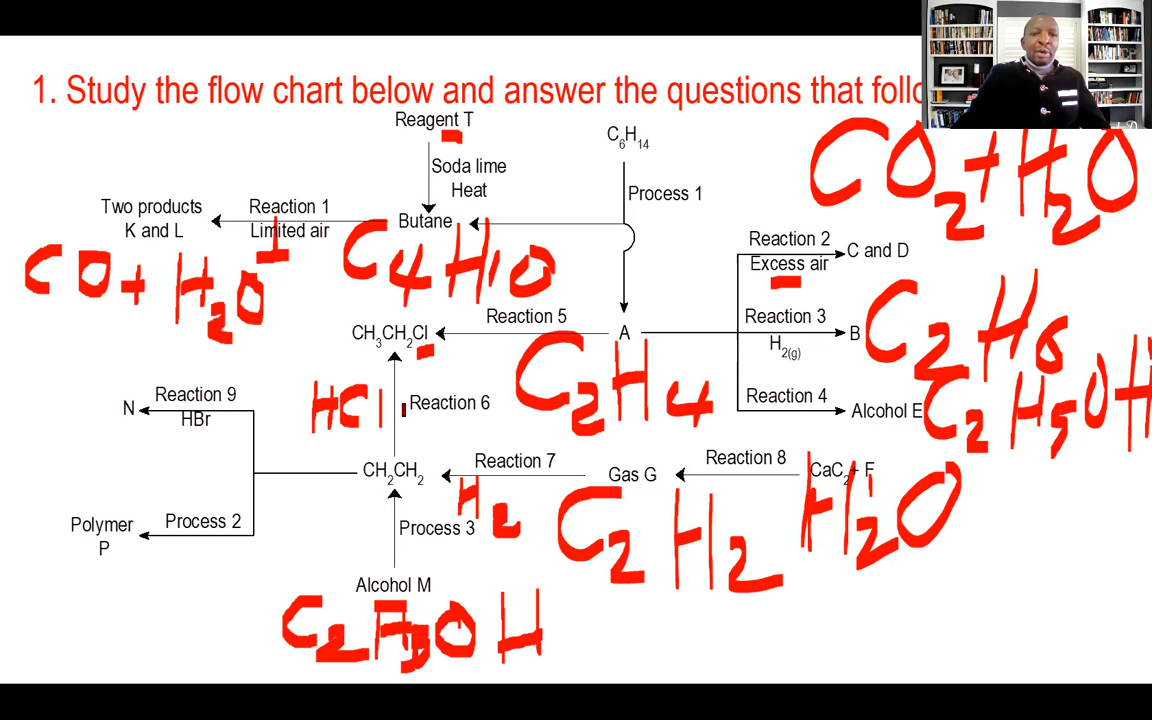 1. Study the flow chart below and answer the questions that follo
Reagent T
C6H14
CO2 + H2O
Soda lime
Heat
Process 1
Two products
K and L
Reaction 1
Limited air
Butane
CO + H2O
C4H10
Reaction 2
Excess air
C and D
CH3CH2Cl
Reaction 5
A
C2H4
Reaction 3
H2(g)
B
C2H6
HCl
Reaction 6
Reaction 4
Alcohol E
C2H5OH
N
Reaction 9
HBr
CH2CH2
Reaction 7
H2
Gas G
C2H2
Reaction 8
CaC2 + F
H2O
Polymer
P
Process 2
Process 3
Alcohol M
C2H5OH